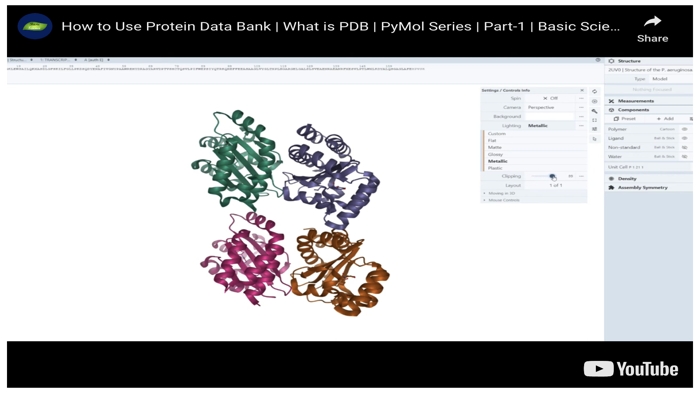 How to Use Protein Data Bank | What is PDB | PyMol Series | Part-1 | Basic Scie...
Share
Structure
Type Model
Measurements
Components
Preset + Add
Polymer
Ligand
Non-standard
Water
Unit Cell
Density
Assembly Symmetry
Settings / Controls Info
Spin Off
Camera Perspective
Background
Lighting Metallic
Custom
Flat
Matte
Glossy
Metallic
Plastic
Clipping
Layout 1 of 1
Moving in 3D
Mouse Controls
YouTube